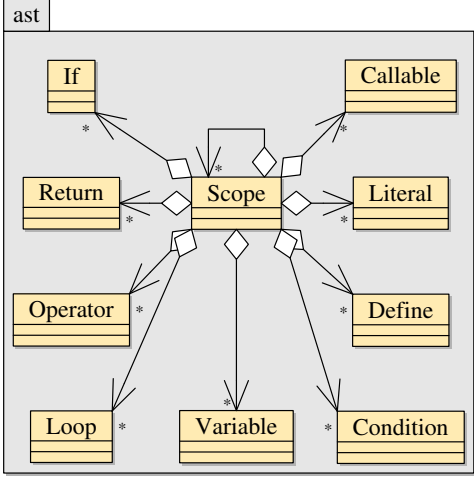 ast
If
Callable
*
*
*
Return
Scope
Literal
*
*
Operator
Define
*
*
*
Loop
Variable
Condition
*
*